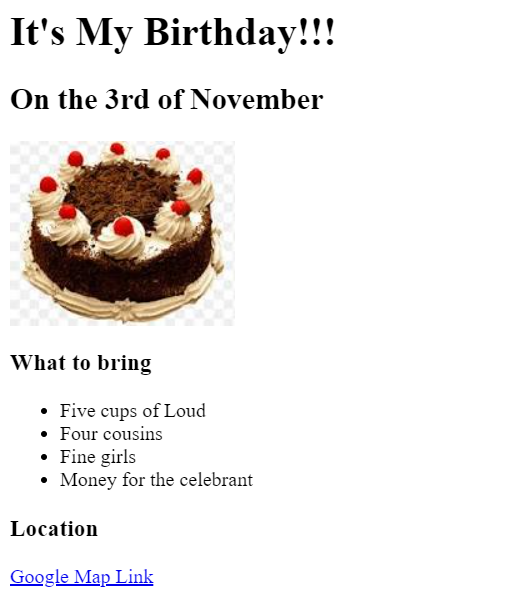 It's My Birthday!!!
On the 3rd of November
What to bring
Five cups of Loud
Four cousins
Fine girls
Money for the celebrant
Location
Google Map Link